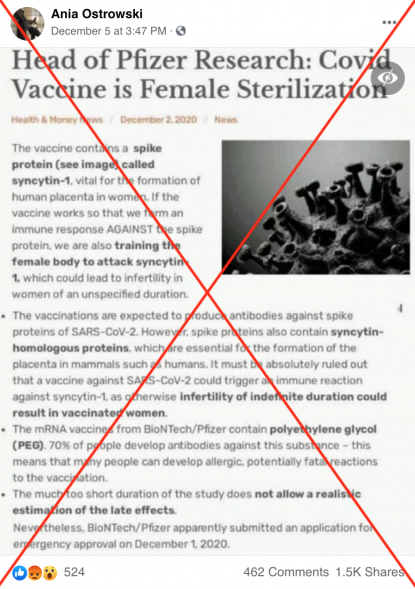 Ania Ostrowski
December 5 at 3:47 PM ·
Head of Pfizer Research: Covid
Vaccine is Female Sterilization
Health & Money News / December 2, 2020 / News
The vaccine contains a spike
protein (see image) called
syncytin-1, vital for the formation of
human placenta in women. If the
vaccine works so that we form an
immune response AGAINST the spike
protein, we are also training the
female body to attack syncytin-
1, which could lead to infertility in
women of an unspecified duration.
• The vaccinations are expected to produce antibodies against spike
proteins of SARS-CoV-2. However, spike proteins also contain syncytin-
homologous proteins, which are essential for the formation of the
placenta in mammals such as humans. It must be absolutely ruled out
that a vaccine against SARS-CoV-2 could trigger an immune reaction
against syncytin-1, as otherwise infertility of indefinite duration could
result in vaccinated women.
• The mRNA vaccines from BioNTech/Pfizer contain polyethylene glycol
(PEG). 70% of people develop antibodies against this substance – this
means that many people can develop allergic, potentially fatal reactions
to the vaccination.
• The much too short duration of the study does not allow a realistic
estimation of the late effects.
Nevertheless, BioNTech/Pfizer apparently submitted an application for
emergency approval on December 1, 2020.
524
462 Comments 1.5K Shares